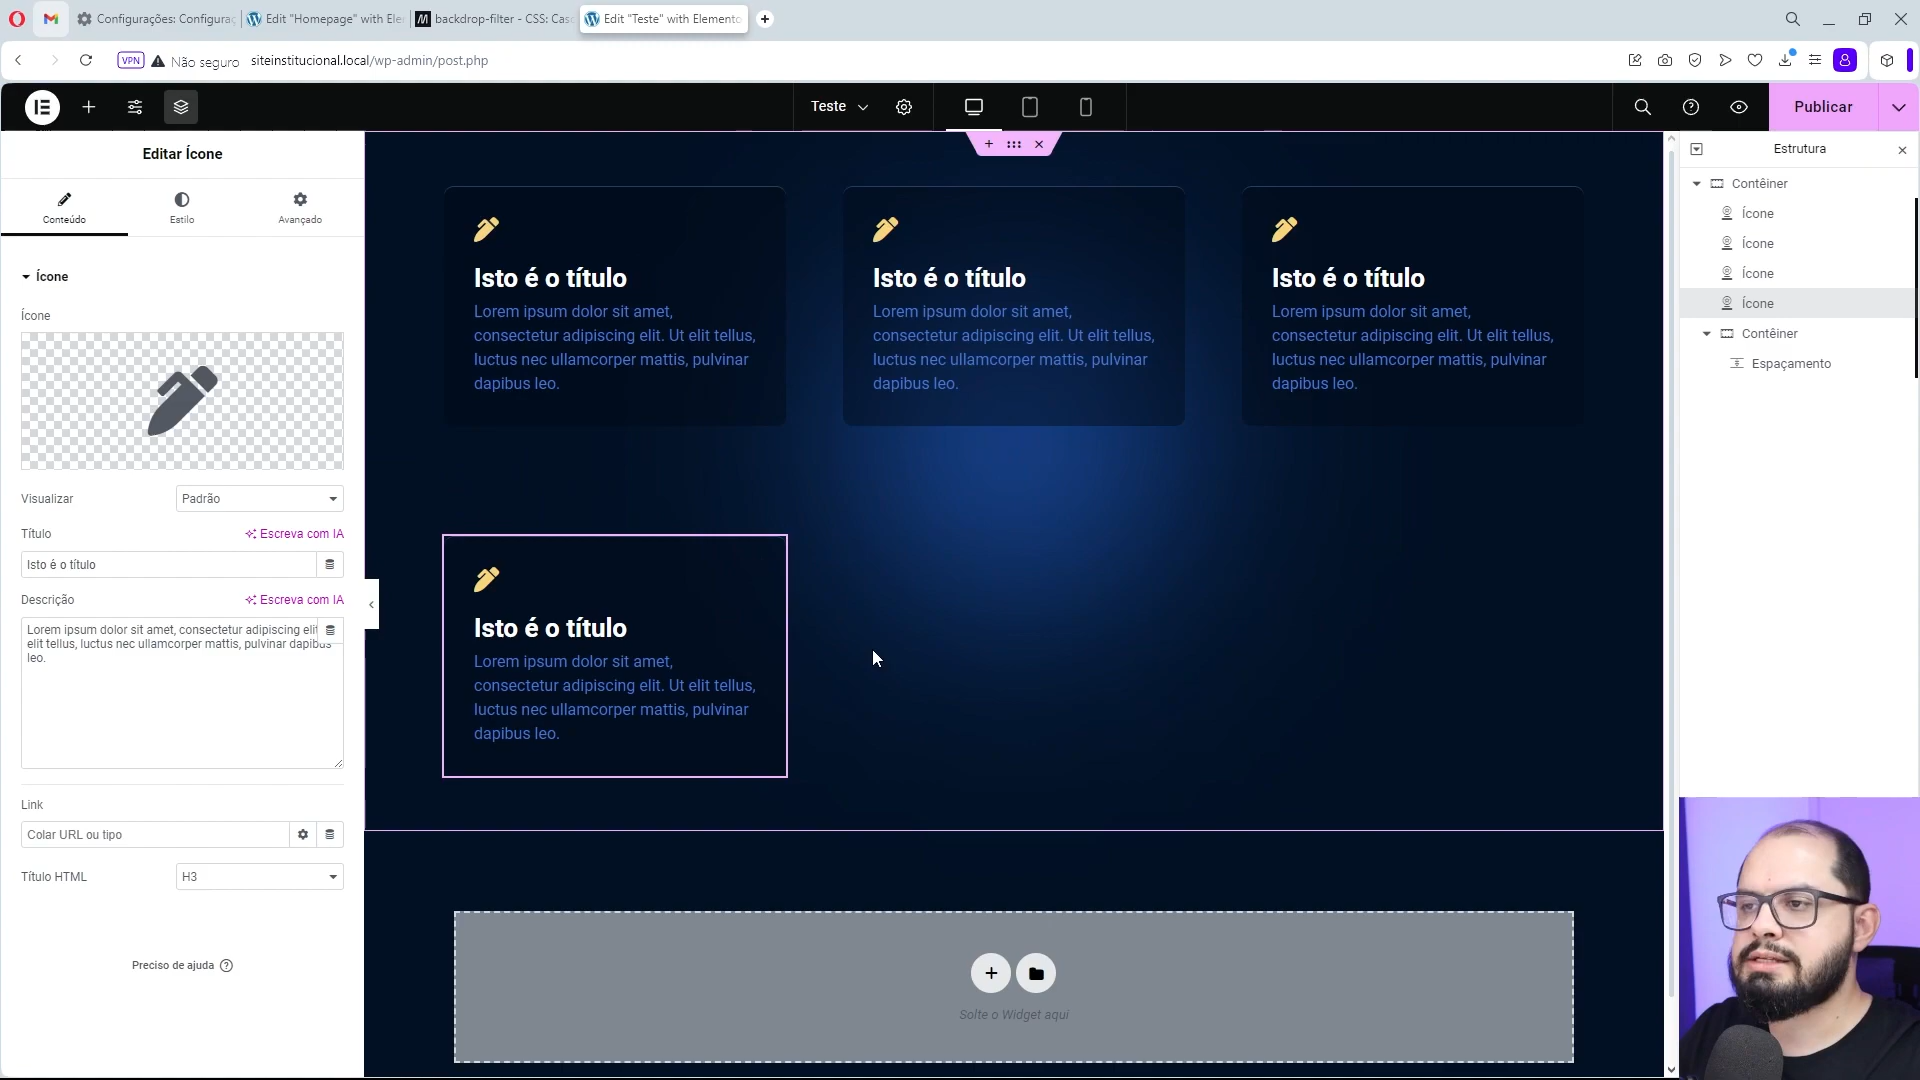 Configurações: Configuraç
Edit "Homepage" with Ele
backdrop-filter - CSS: Casc
Edit "Teste" with Elemento
VPN
Não seguro
siteinstitucional.local/wp-admin/post.php
Teste
Publicar
Editar Ícone
Conteúdo
Estilo
Avançado
Ícone
Ícone
Visualizar
Padrão
Título
Escreva com IA
Isto é o título
Descrição
Escreva com IA
Lorem ipsum dolor sit amet, consectetur adipiscing elit
elit tellus, luctus nec ullamcorper mattis, pulvinar dapibus
leo.
Link
Colar URL ou tipo
Título HTML
H3
Preciso de ajuda
Isto é o título
Lorem ipsum dolor sit amet,
consectetur adipiscing elit. Ut elit tellus,
luctus nec ullamcorper mattis, pulvinar
dapibus leo.
Isto é o título
Lorem ipsum dolor sit amet,
consectetur adipiscing elit. Ut elit tellus,
luctus nec ullamcorper mattis, pulvinar
dapibus leo.
Isto é o título
Lorem ipsum dolor sit amet,
consectetur adipiscing elit. Ut elit tellus,
luctus nec ullamcorper mattis, pulvinar
dapibus leo.
Isto é o título
Lorem ipsum dolor sit amet,
consectetur adipiscing elit. Ut elit tellus,
luctus nec ullamcorper mattis, pulvinar
dapibus leo.
Solte o Widget aqui
Estrutura
Contêiner
Ícone
Ícone
Ícone
Ícone
Contêiner
Espaçamento